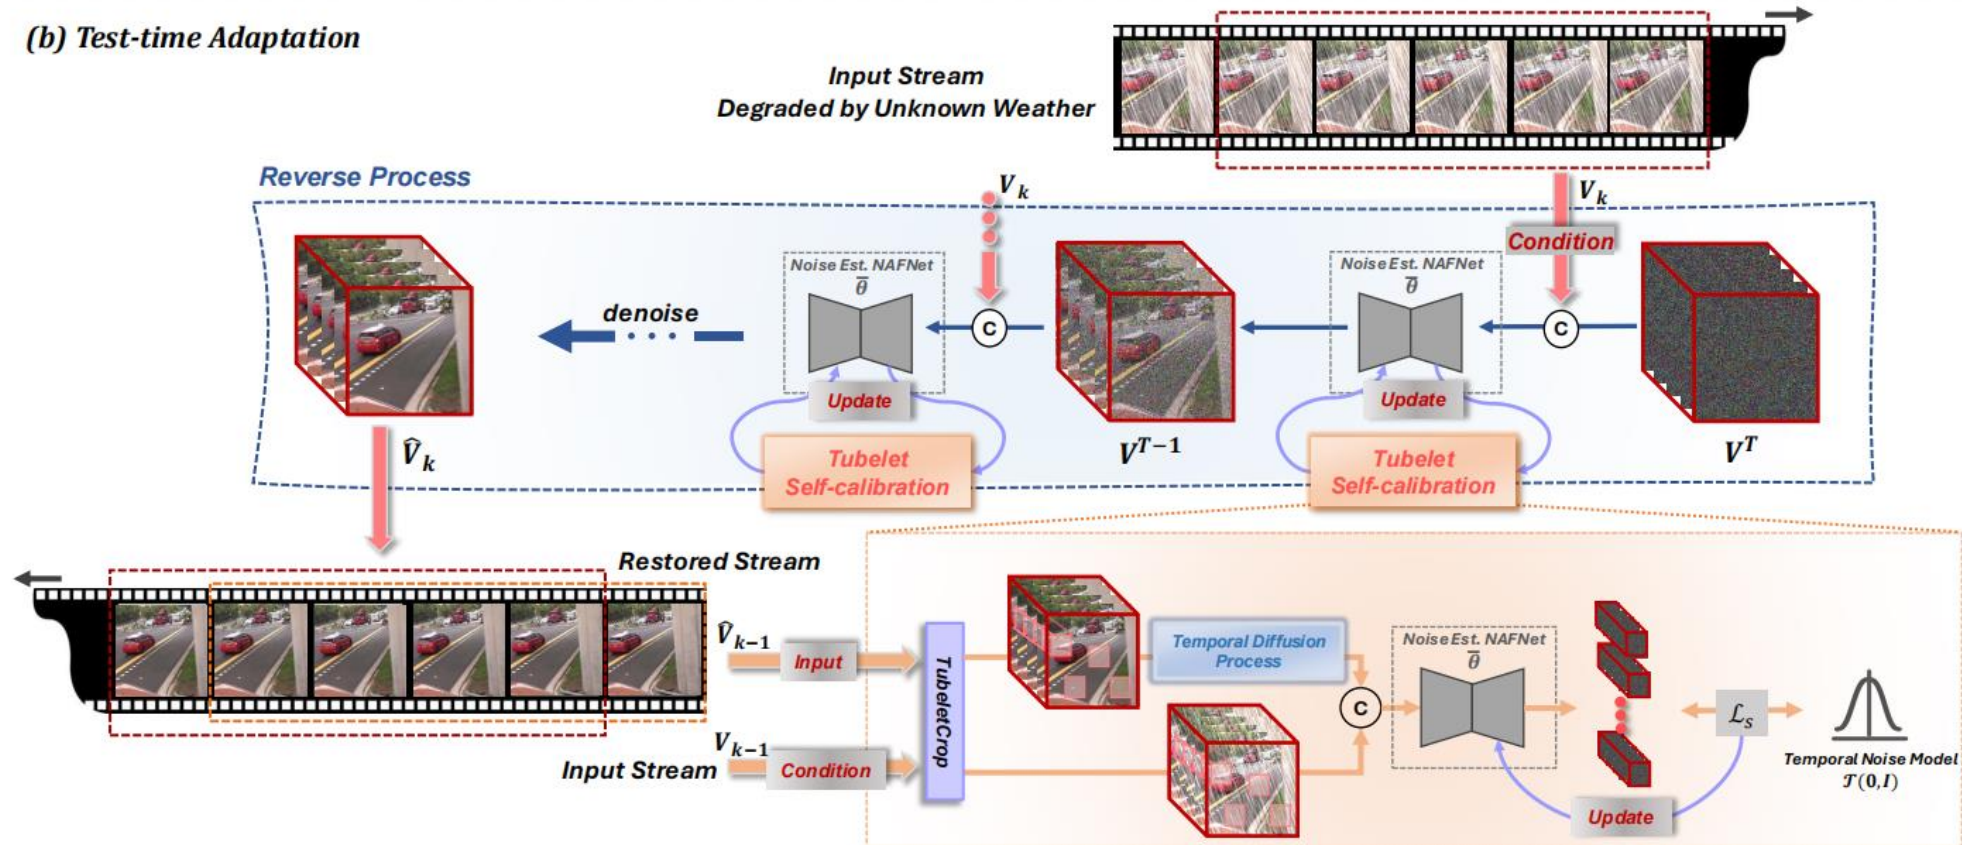 (b) Test-time Adaptation
Input Stream
Degraded by Unknown Weather
Reverse Process
V_k
V_k
Condition
Noise Est. NAFNet
θ̅
Noise Est. NAFNet
θ̅
denoise
C
C
Update
Update
V̂_k
Tubelet
Self-calibration
V^{T-1}
Tubelet
Self-calibration
V^T
Restored Stream
V̂_{k-1}
Input
TubeletCrop
Temporal Diffusion
Process
Noise Est. NAFNet
θ̅
C
ℒ_s
V_{k-1}
Input Stream
Condition
Temporal Noise Model
𝒯(0, I)
Update